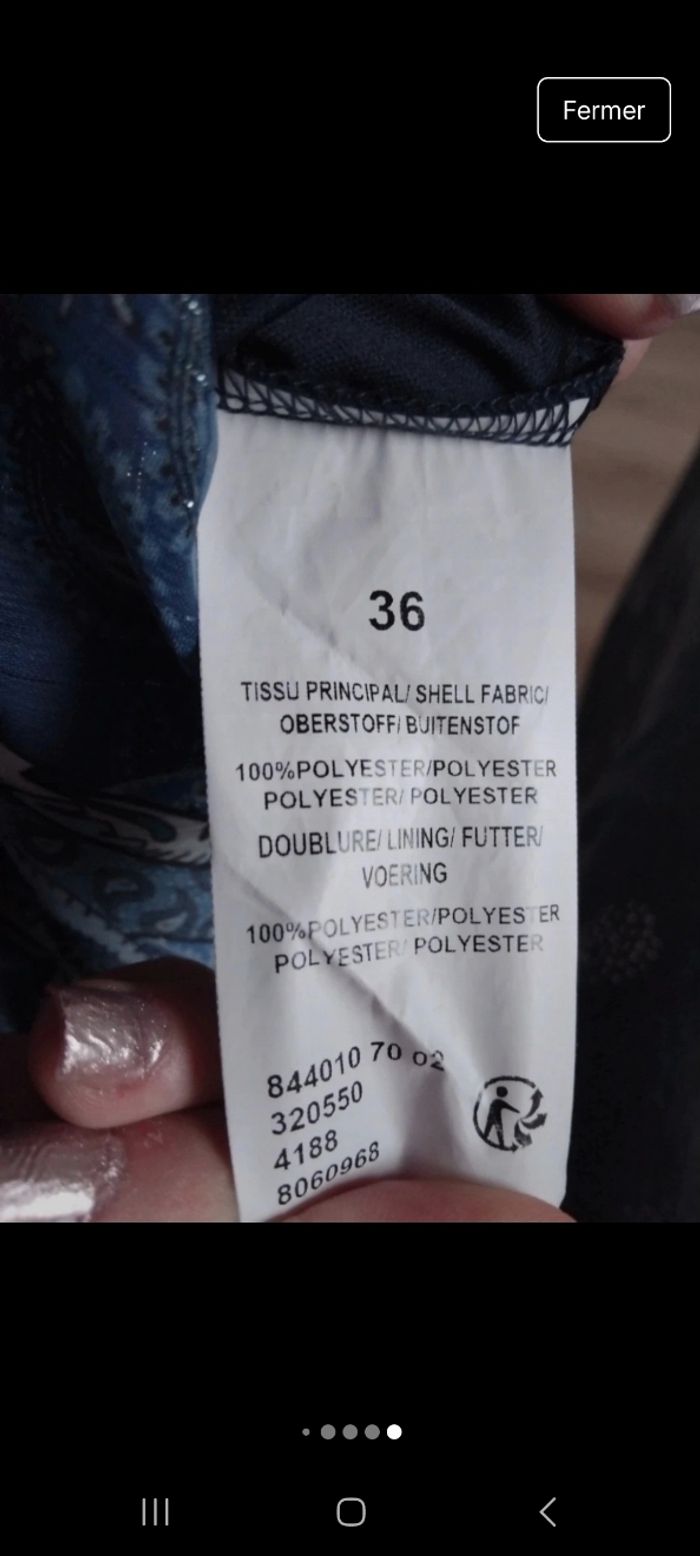 Fermer
36
TISSU PRINCIPAL/ SHELL FABRIC/
OBERSTOFF/ BUITENSTOF
100%POLYESTER/POLYESTER
POLYESTER/ POLYESTER
DOUBLURE/ LINING/ FUTTER/
VOERING
100%POLYESTER/POLYESTER
POLYESTER/ POLYESTER
844010 70 02
320550
4188
8060968